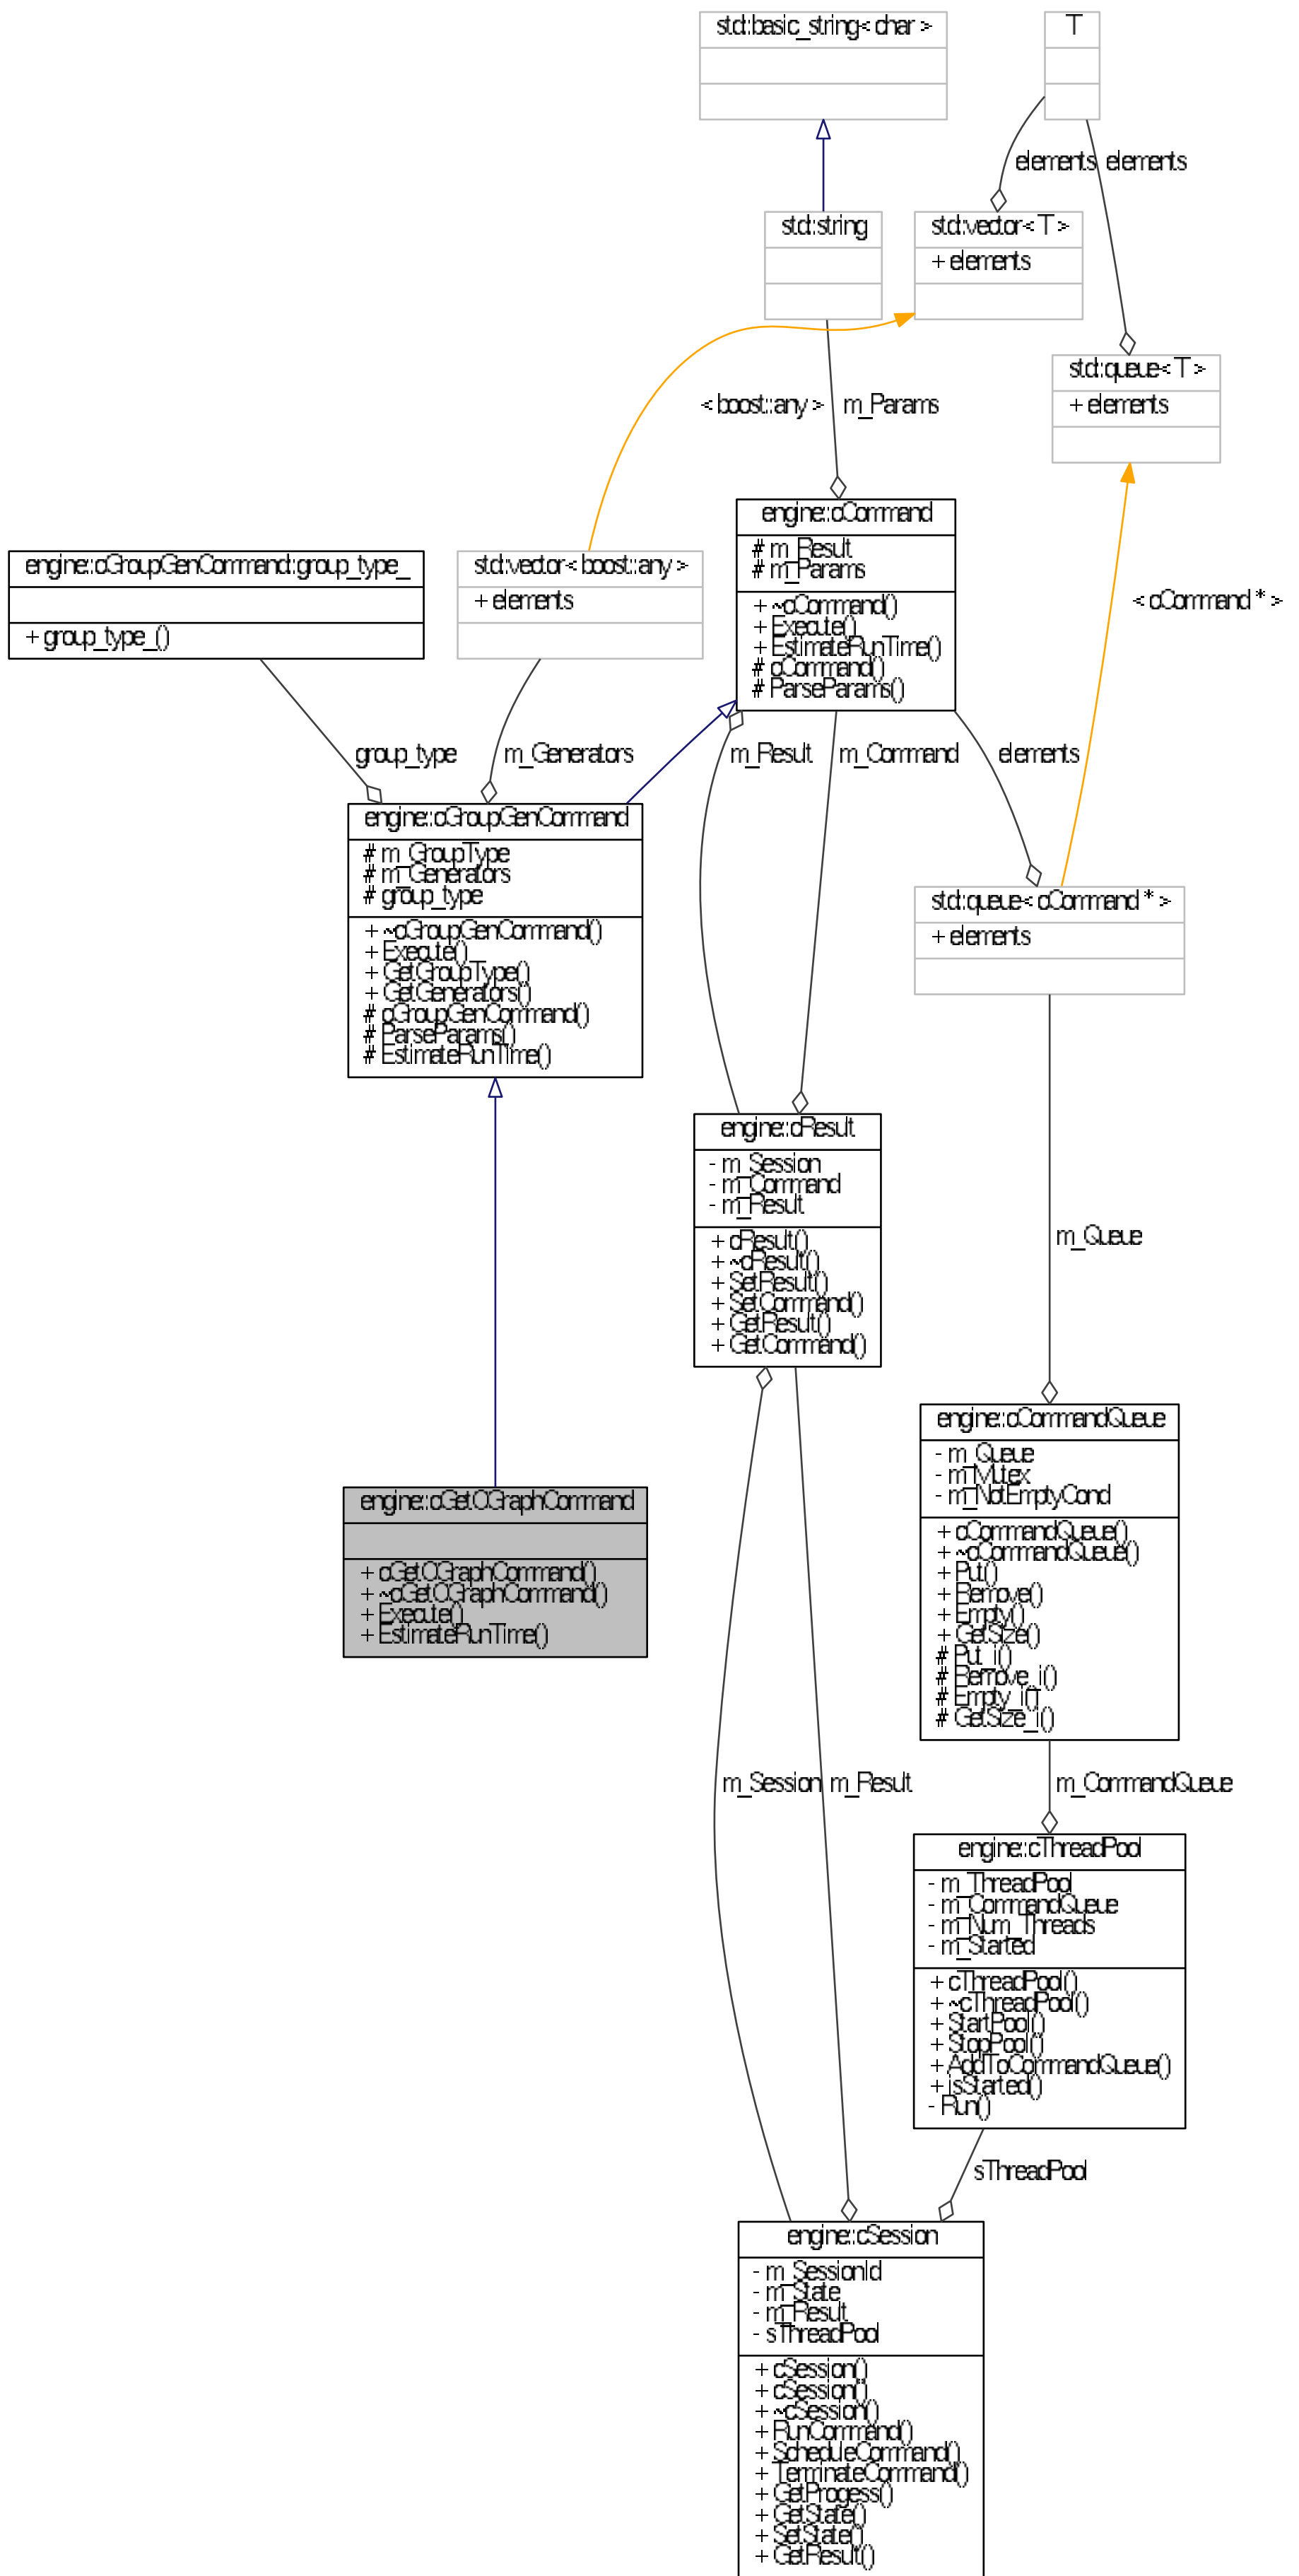 std::basic_string< char >
T
elements
elements
std::string
std::vector< T >
+ elements
std::queue< T >
+ elements
< boost::any >
m_Params
< cCommand * >
engine::cCommand
# m_Result
# m_Params
+ ~cCommand()
+ Execute()
+ EstimateRunTime()
# cCommand()
# ParseParams()
engine::cGroupGenCommand::group_type_
+ group_type_()
std::vector< boost::any >
+ elements
group_type
m_Generators
m_Result
m_Command
elements
engine::cGroupGenCommand
# m_GroupType
# m_Generators
# group_type
+ ~cGroupGenCommand()
+ Execute()
+ GetGroupType()
+ GetGenerators()
# cGroupGenCommand()
# ParseParams()
# EstimateRunTime()
std::queue< cCommand * >
+ elements
engine::cResult
- m_Session
- m_Command
- m_Result
+ cResult()
+ ~cResult()
+ SetResult()
+ SetCommand()
+ GetResult()
+ GetCommand()
m_Queue
engine::cCommandQueue
- m_Queue
- m_Mutex
- m_NotEmptyCond
+ cCommandQueue()
+ ~cCommandQueue()
+ Put()
+ Remove()
+ Empty()
+ GetSize()
# Put_i()
# Remove_i()
# Empty_i()
# GetSize_i()
engine::cGetOGraphCommand
+ cGetOGraphCommand()
+ ~cGetOGraphCommand()
+ Execute()
+ EstimateRunTime()
m_Session
m_Result
m_CommandQueue
engine::cThreadPool
- m_ThreadPool
- m_CommandQueue
- m_Num_Threads
- m_Started
+ cThreadPool()
+ ~cThreadPool()
+ StartPool()
+ StopPool()
+ AddToCommandQueue()
+ isStarted()
- Run()
sThreadPool
engine::cSession
- m_SessionId
- m_State
- m_Result
- sThreadPool
+ cSession()
+ cSession()
+ ~cSession()
+ RunCommand()
+ ScheduleCommand()
+ TerminateCommand()
+ GetProgess()
+ GetState()
+ SetState()
+ GetResult()